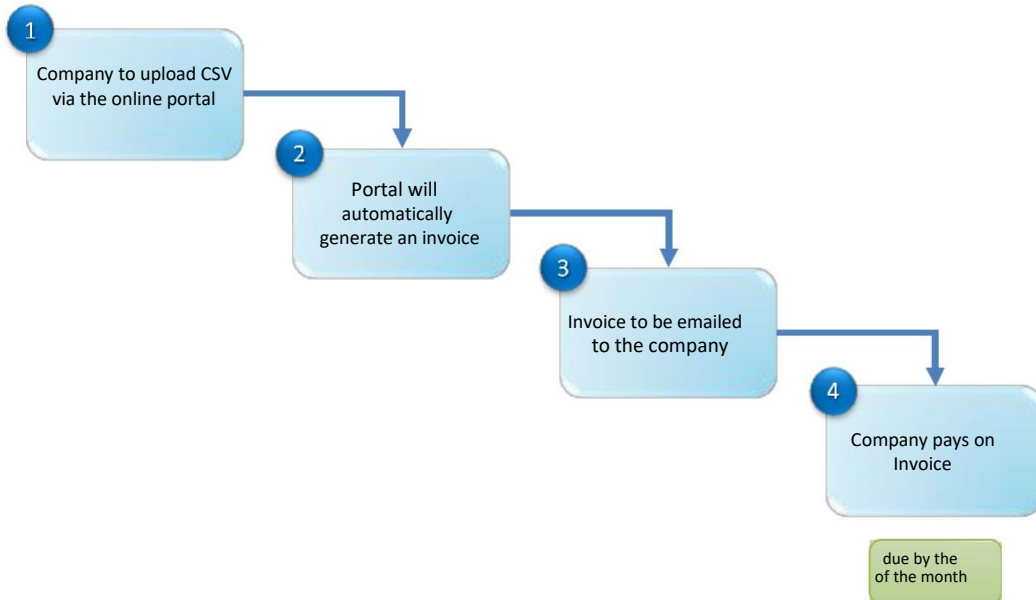 1
Company to upload CSV
via the online portal
2
Portal will
automatically
generate an invoice
3
Invoice to be emailed
to the company
4
Company pays on
Invoice
due by the
of the month